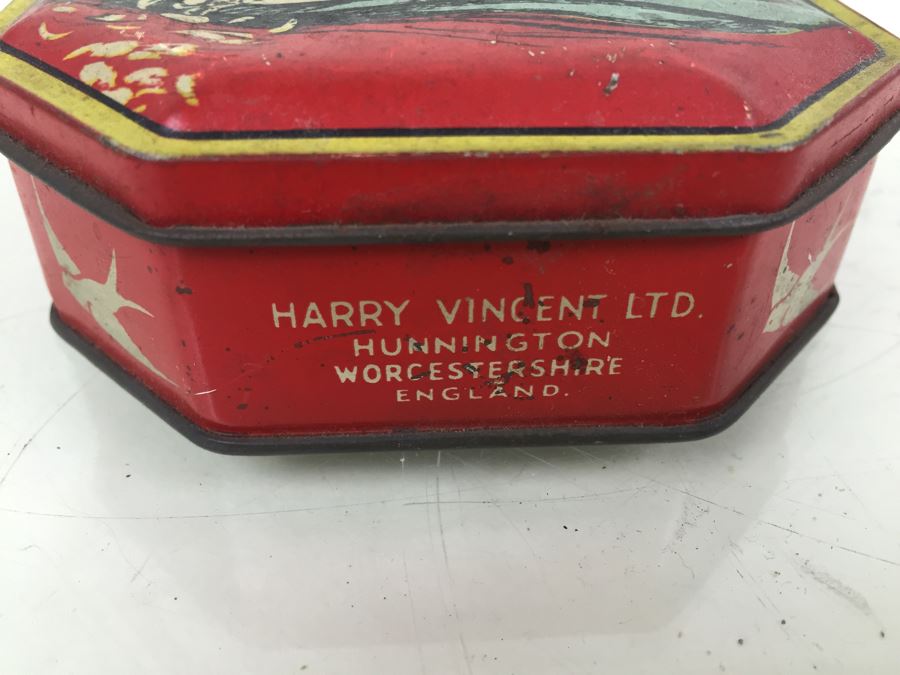 HARRY VINCENT LTD.
HUNNINGTON
WORCESTERSHIRE
ENGLAND.